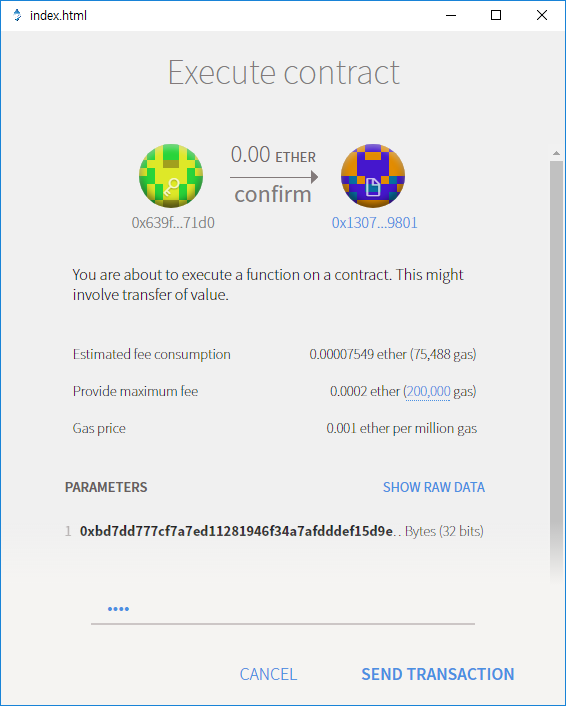 index.html
Execute contract
0.00 ETHER
confirm
0x639f...71d0
0x1307...9801
You are about to execute a function on a contract. This might
involve transfer of value.
Estimated fee consumption 0.00007549 ether (75,488 gas)
Provide maximum fee 0.0002 ether (200,000 gas)
Gas price 0.001 ether per million gas
PARAMETERS SHOW RAW DATA
1 0xbd7dd777cf7a7ed11281946f34a7afdddef15d9e.. Bytes (32 bits)
••••
CANCEL SEND TRANSACTION